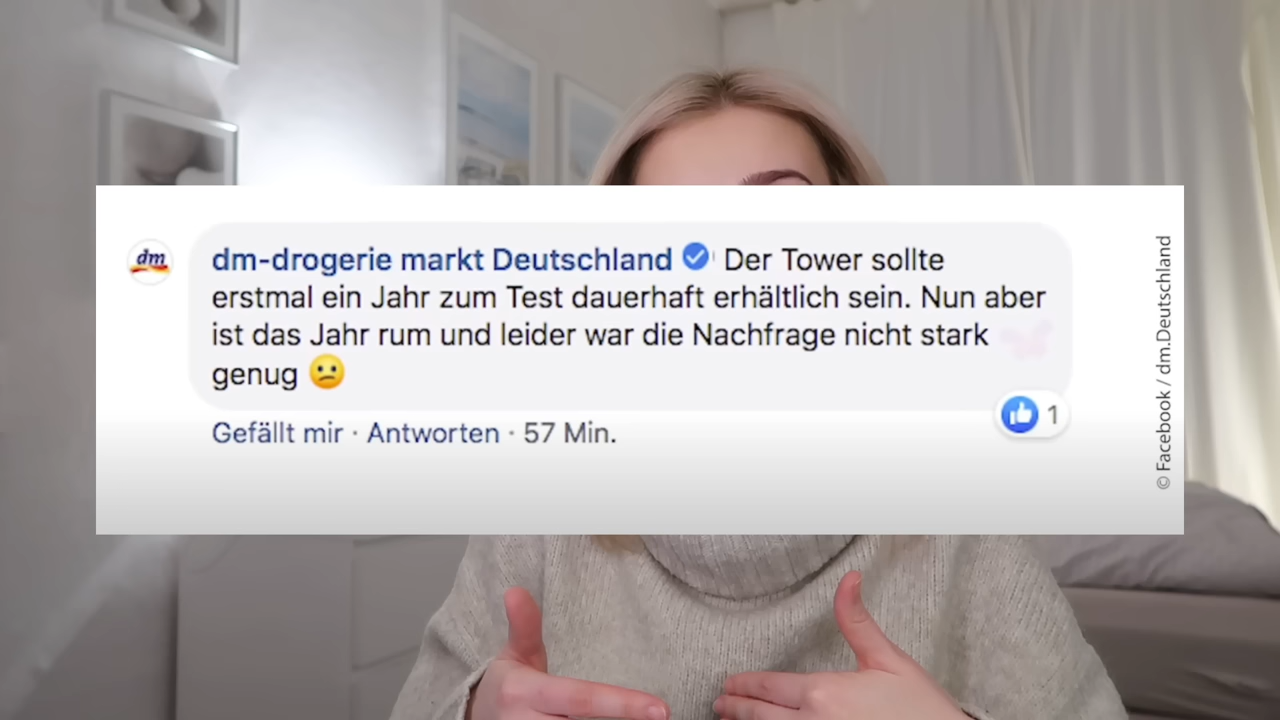 dm
dm-drogerie markt Deutschland Der Tower sollte
erstmal ein Jahr zum Test dauerhaft erhältlich sein. Nun aber
ist das Jahr rum und leider war die Nachfrage nicht stark
genug 😕
Gefällt mir · Antworten · 57 Min.
1
© Facebook / dm.Deutschland